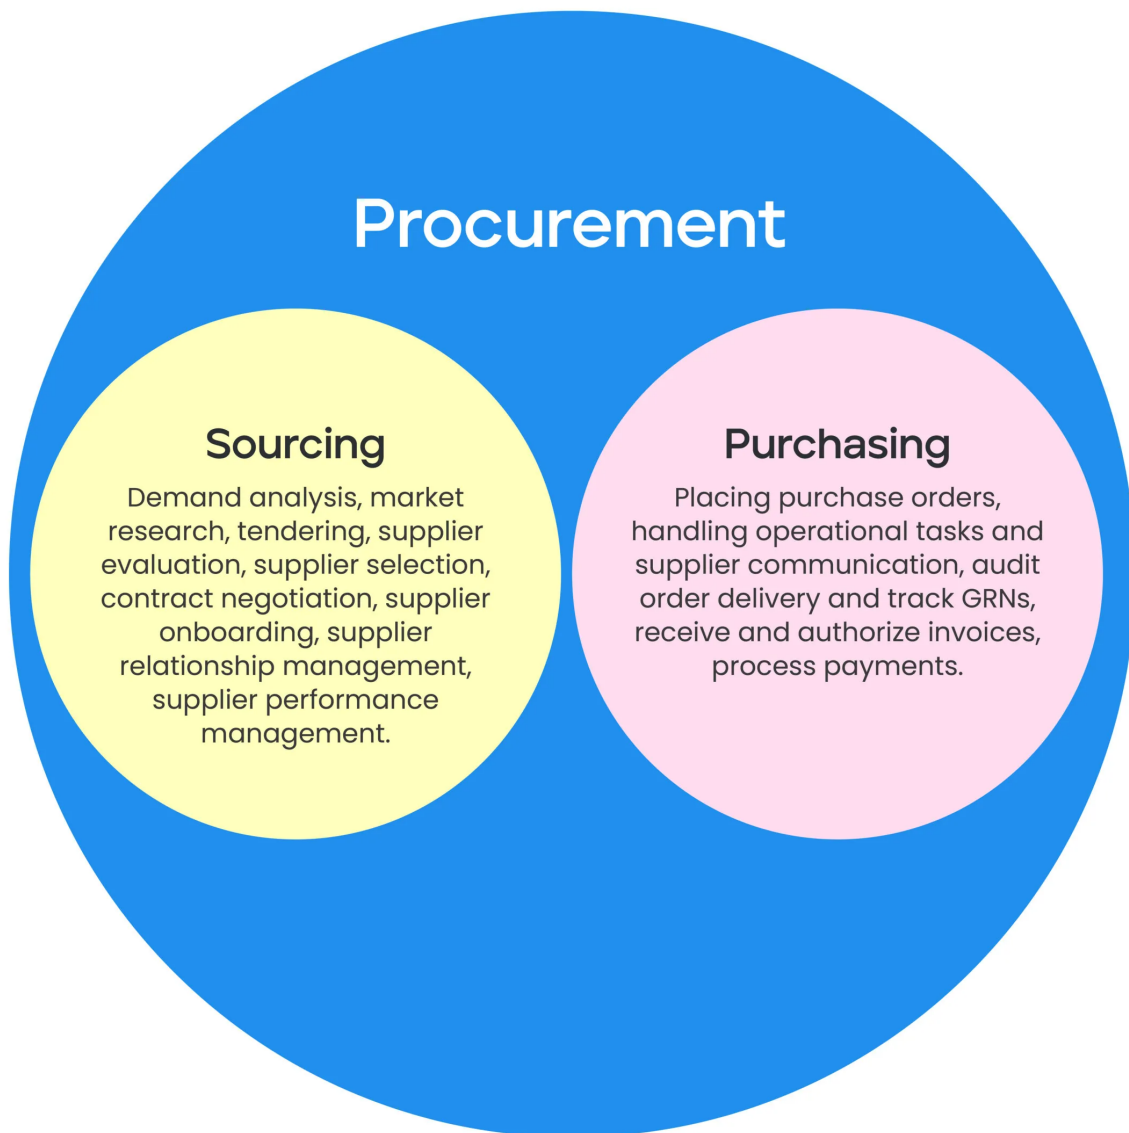 Procurement
Sourcing
Demand analysis, market
research, tendering, supplier
evaluation, supplier selection,
contract negotiation, supplier
onboarding, supplier
relationship management,
supplier performance
management.
Purchasing
Placing purchase orders,
handling operational tasks and
supplier communication, audit
order delivery and track GRNs,
receive and authorize invoices,
process payments.